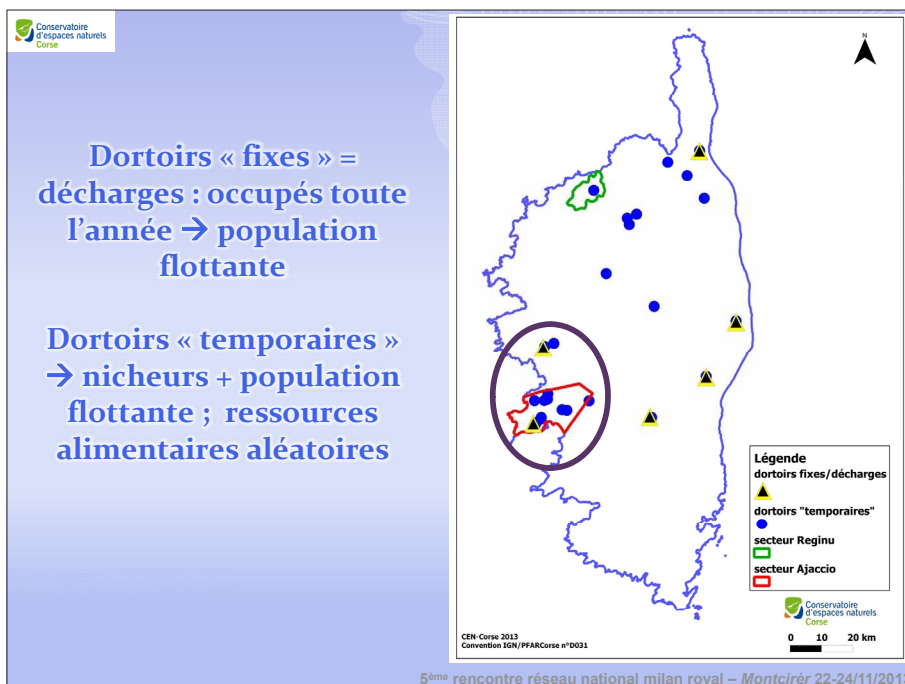 Conservatoire
d'espaces naturels
Corse
Dortoirs « fixes » =
décharges : occupés toute
l'année → population
flottante
Dortoirs « temporaires »
→ nicheurs + population
flottante ; ressources
alimentaires aléatoires
N
Légende
dortoirs fixes/décharges
dortoirs "temporaires"
secteur Reginu
secteur Ajaccio
Conservatoire
d'espaces naturels
Corse
0 10 20 km
CEN-Corse 2013
Convention IGN/PFARCorse n°D031
5ème rencontre réseau national milan royal – Montcirèr 22-24/11/2013